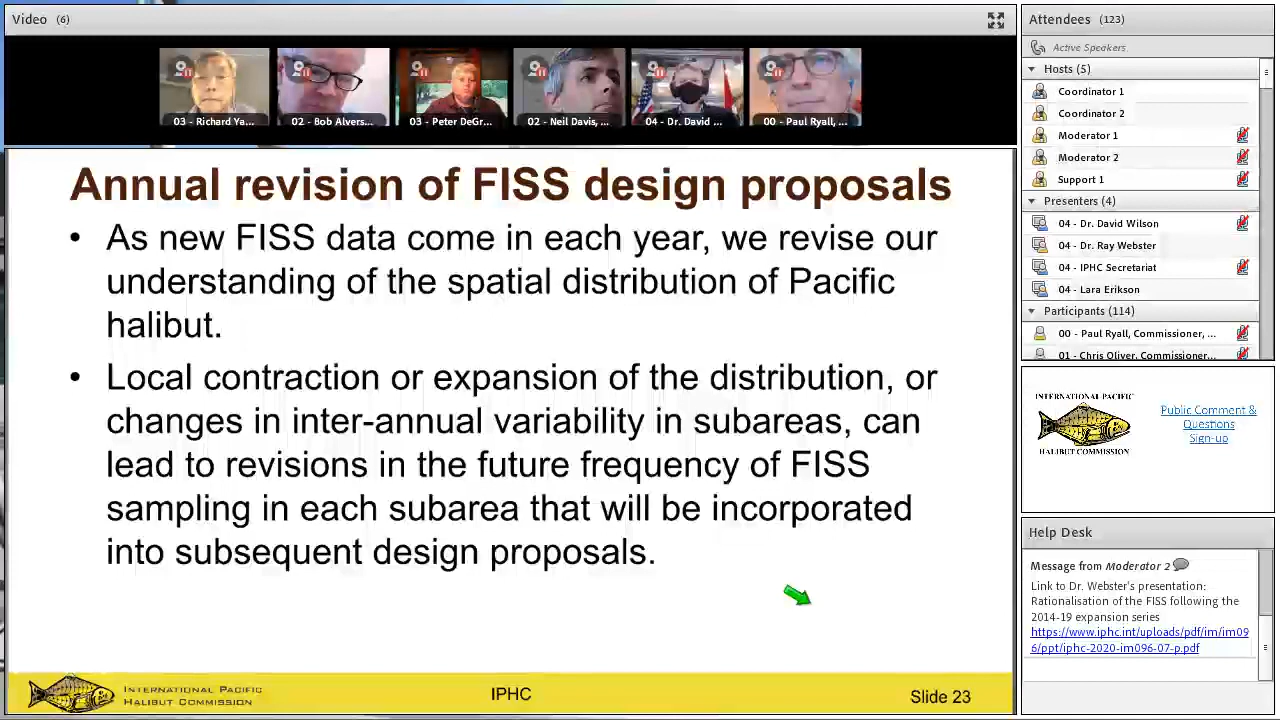 Video (6)
03 - Richard Ya...
02 - Bob Alvers...
03 - Peter DeGr...
02 - Neil Davis, ...
04 - Dr. David ...
00 - Paul Ryall, ...
Annual revision of FISS design proposals
• As new FISS data come in each year, we revise our
understanding of the spatial distribution of Pacific
halibut.
• Local contraction or expansion of the distribution, or
changes in inter-annual variability in subareas, can
lead to revisions in the future frequency of FISS
sampling in each subarea that will be incorporated
into subsequent design proposals.
INTERNATIONAL PACIFIC
HALIBUT COMMISSION
IPHC
Slide 23
Attendees (123)
Active Speakers
Hosts (5)
Coordinator 1
Coordinator 2
Moderator 1
Moderator 2
Support 1
Presenters (4)
04 - Dr. David Wilson
04 - Dr. Ray Webster
04 - IPHC Secretariat
04 - Lara Erikson
Participants (114)
00 - Paul Ryall, Commissioner, ...
01 - Chris Oliver, Commissioner...
INTERNATIONAL PACIFIC
HALIBUT COMMISSION
Public Comment &
Questions
Sign-up
Help Desk
Message from Moderator 2
Link to Dr. Webster's presentation:
Rationalisation of the FISS following the
2014-19 expansion series
https://www.iphc.int/uploads/pdf/im/im09
6/ppt/iphc-2020-im096-07-p.pdf